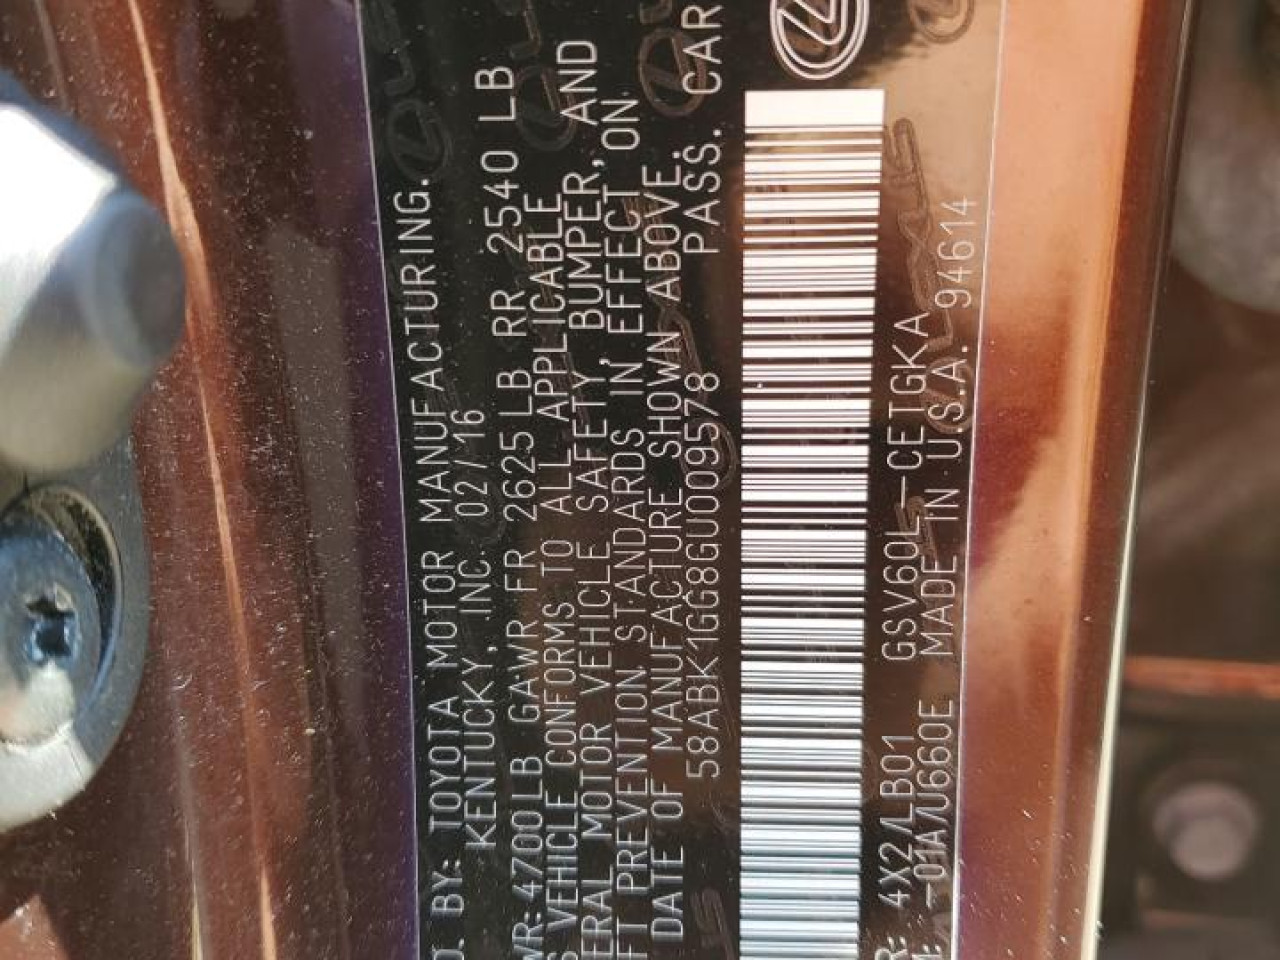 D. BY: TOYOTA MOTOR MANUFACTURING.
KENTUCKY, INC. 02/16
WR: 4700LB GAWR FR 2625LB RR 2540 LB
S VEHICLE CONFORMS TO ALL APPLICABLE
ERAL MOTOR VEHICLE SAFETY, BUMPER, AND
FT PREVENTION STANDARDS IN EFFECT ON
DATE OF MANUFACTURE SHOWN ABOVE.
58ABK1GG8GU009578 PASS. CAR
R: 4X2/LB01 GSV60L-CETGKA
-01A/U660E MADE IN U.S.A. 94614